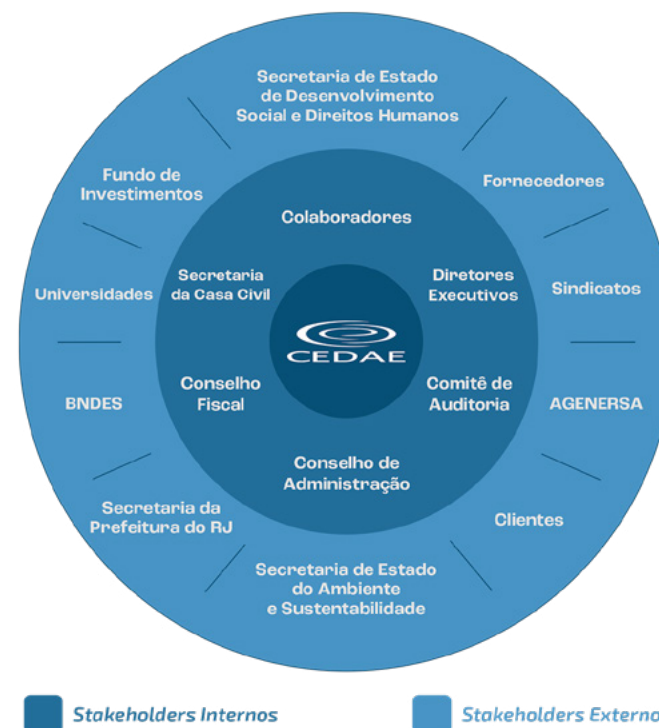 Secretaria de Estado
de Desenvolvimento
Social e Direitos Humanos
Fundo de
Investimentos
Fornecedores
Colaboradores
Secretaria
da Casa Civil
Diretores
Executivos
Universidades
Sindicatos
CEDAE
BNDES
Conselho
Fiscal
Comitê de
Auditoria
AGENERSA
Conselho de
Administração
Secretaria da
Prefeitura do RJ
Clientes
Secretaria de Estado
do Ambiente
e Sustentabilidade
Stakeholders Internos
Stakeholders Externo